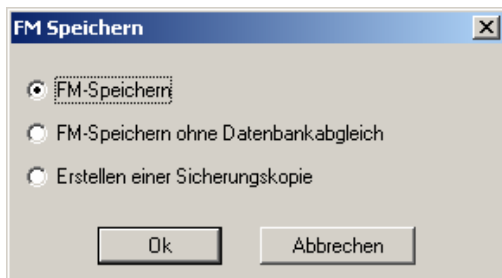 FM Speichern
FM-Speichern
FM-Speichern ohne Datenbankabgleich
Erstellen einer Sicherungskopie
Ok Abbrechen